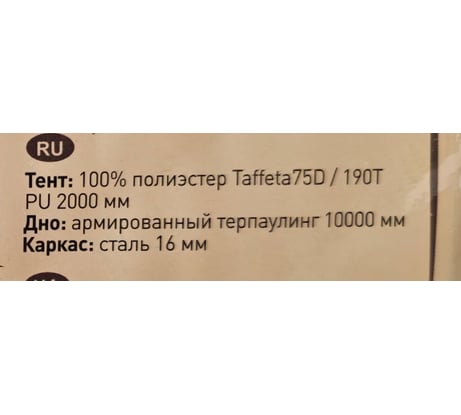 RU
Тент: 100% полиэстер Taffeta75D / 190T
PU 2000 мм
Дно: армированный терпаулинг 10000 мм
Каркас: сталь 16 мм